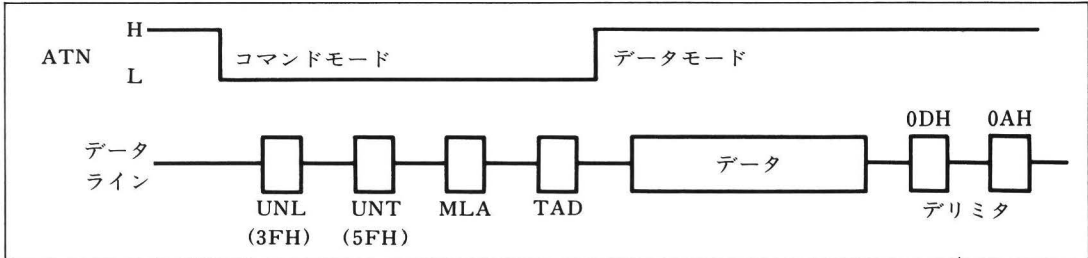 H
ATN
コマンドモード
データモード
L
0DH 0AH
データ
ライン
データ
UNL UNT MLA TAD
デリミタ
(3FH) (5FH)